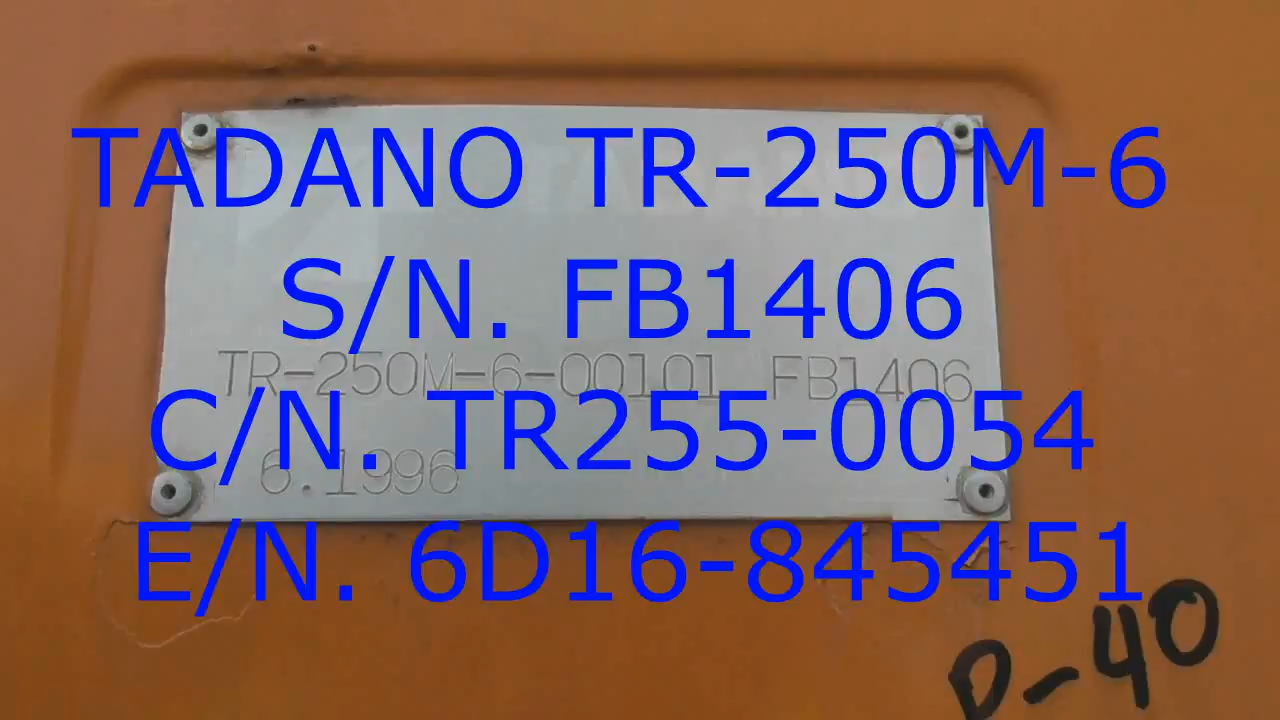 TADANO TR-250M-6
S/N. FB1406
TR-250M-6-00101 FB1406
C/N. TR255-0054
6.1996
E/N. 6D16-845451
D-40